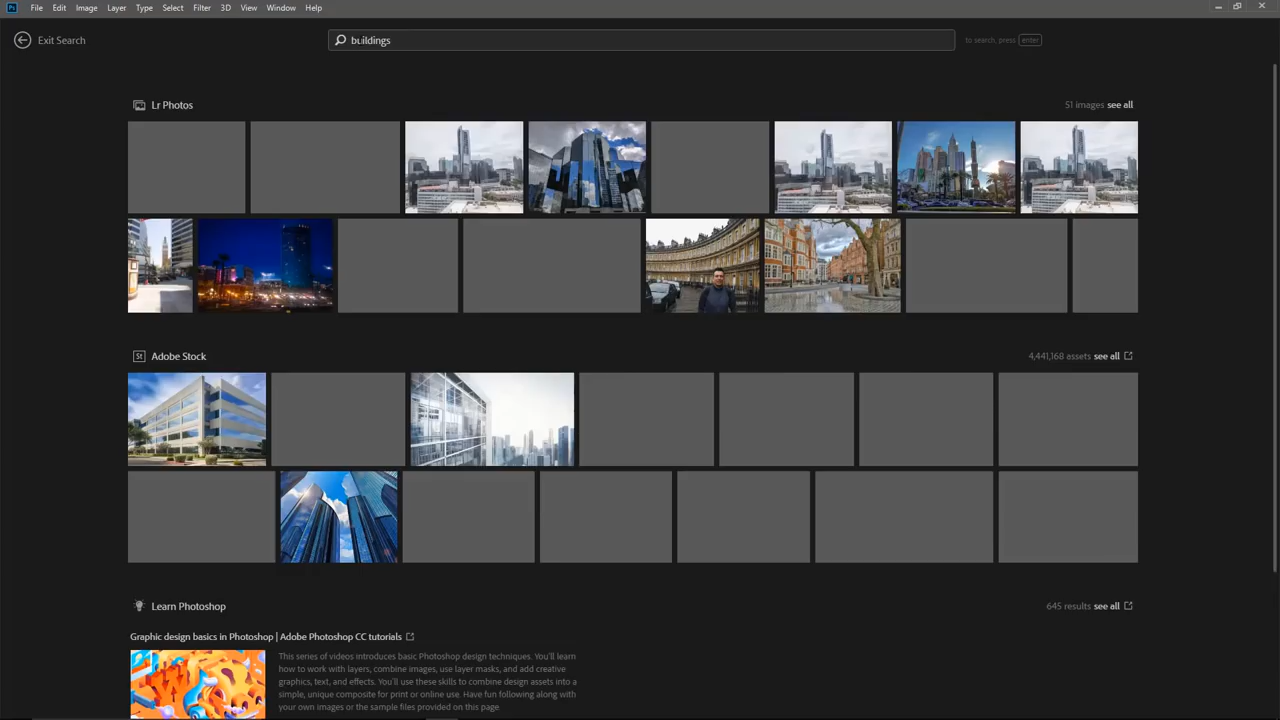 Ps File Edit Image Layer Type Select Filter 3D View Window Help
Exit Search
buildings
to search, press enter
Lr Photos
51 images see all
St Adobe Stock
4,441,168 assets see all
Learn Photoshop
645 results see all
Graphic design basics in Photoshop | Adobe Photoshop CC tutorials
This series of videos introduces basic Photoshop design techniques. You'll learn
how to work with layers, combine images, use layer masks, and add creative
graphics, text, and effects. You'll use these skills to combine design assets into a
simple, unique composite for print or online use. Have fun following along with
your own images or the sample files provided on this page.